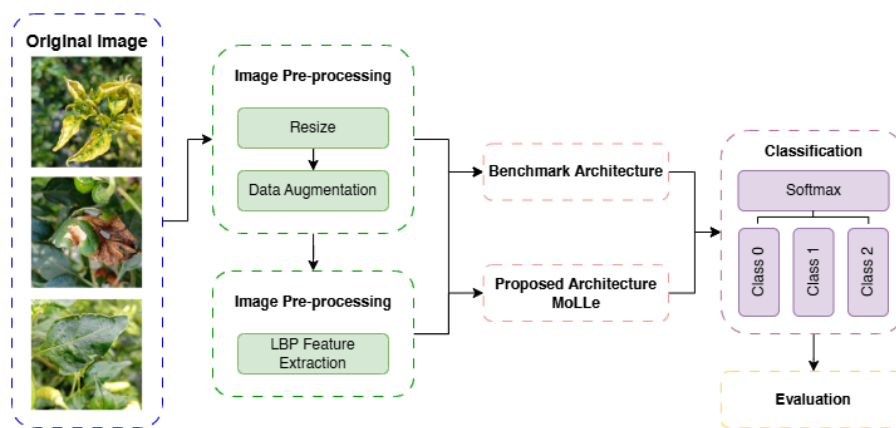 Original Image
Image Pre-processing
Resize
Data Augmentation
Image Pre-processing
LBP Feature
Extraction
Benchmark Architecture
Proposed Architecture
MoLLe
Classification
Softmax
Class 0
Class 1
Class 2
Evaluation